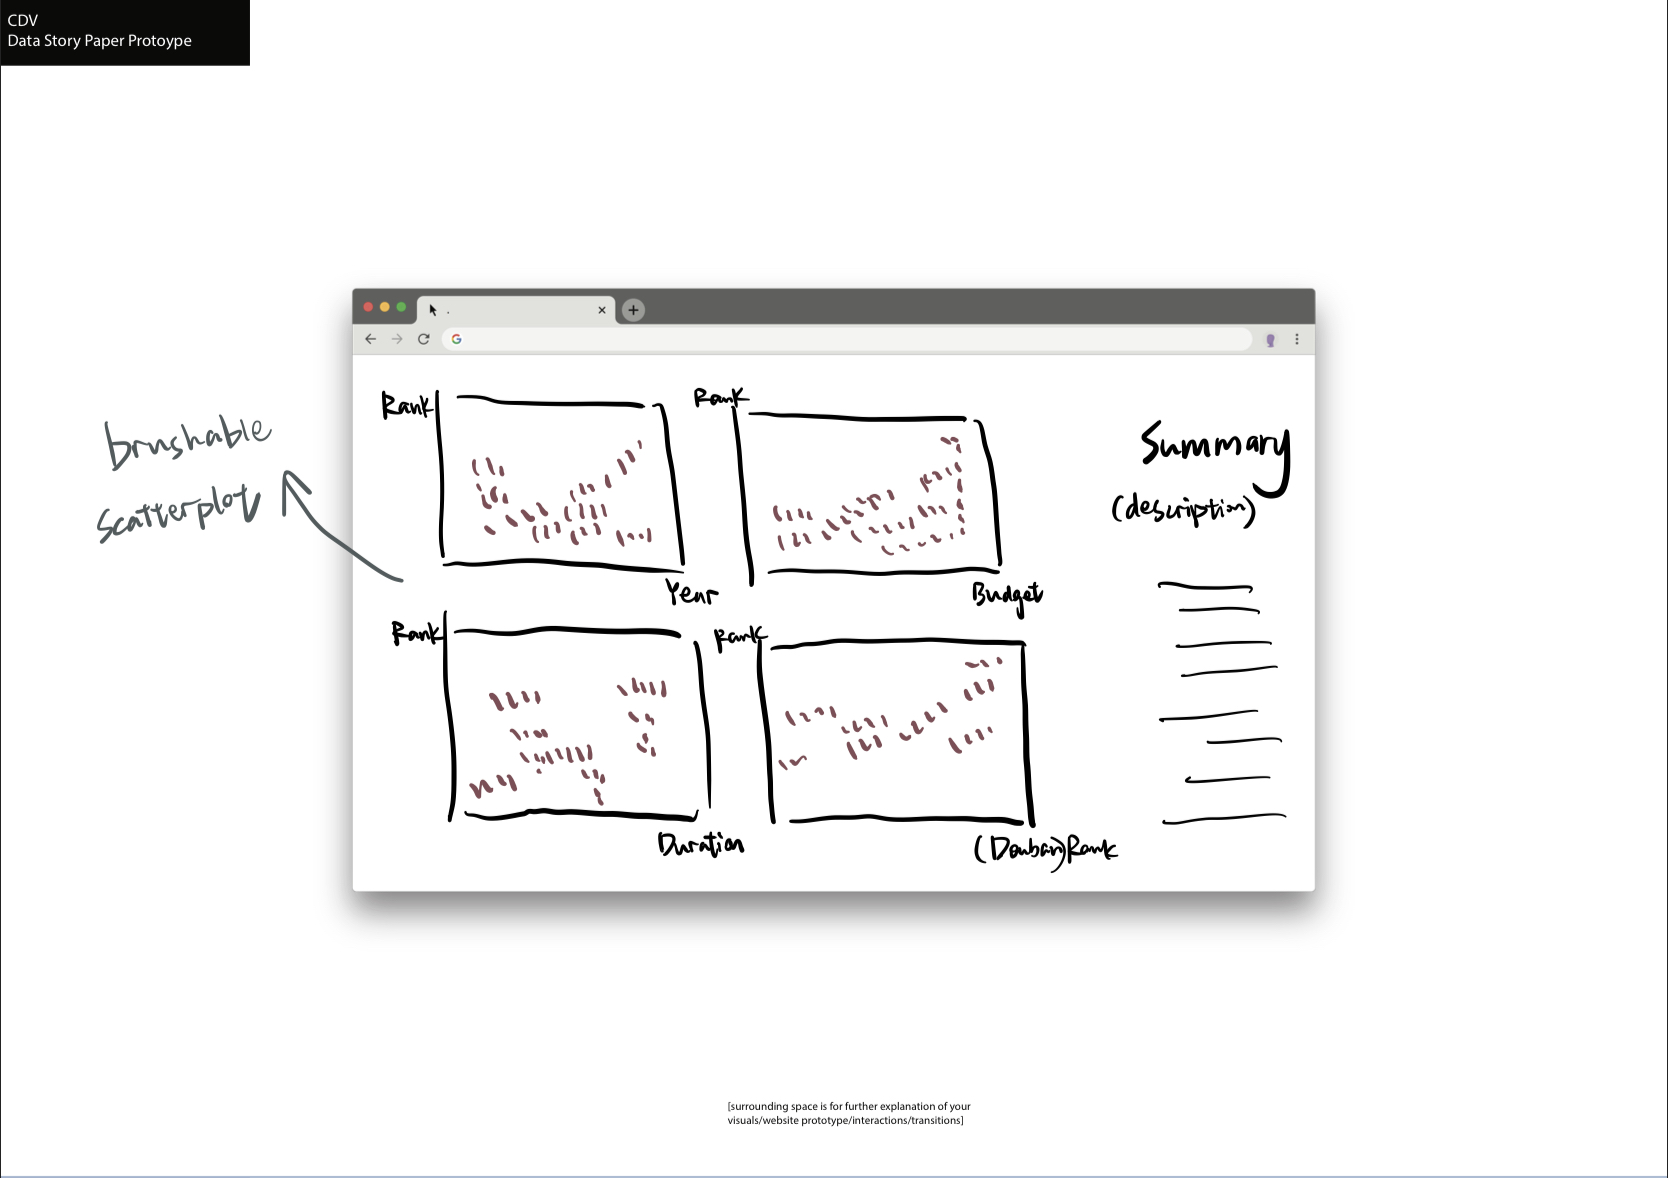 CDV
Data Story Paper Protoype
brushable
scatterplot
Rank
Year
Rank
Budget
Rank
Duration
Rank
(Douban)Rank
Summary
(description)
[surrounding space is for further explanation of your
visuals/website prototype/interactions/transitions]